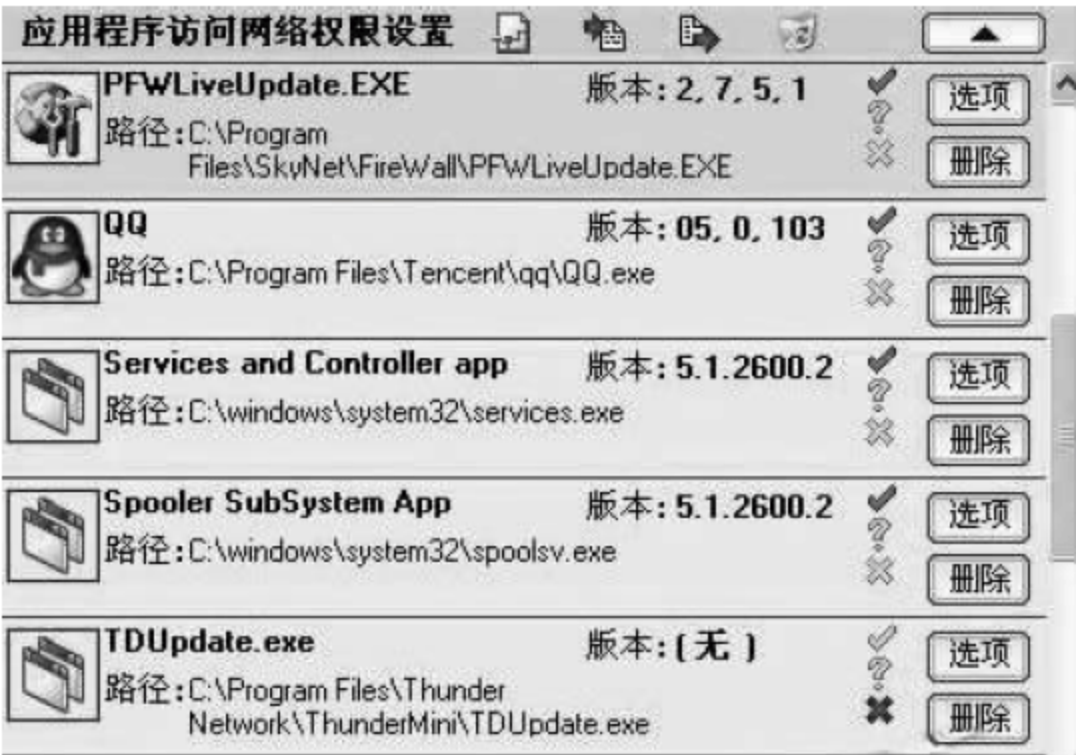 应用程序访问网络权限设置
PFWLiveUpdate.EXE 版本:2, 7, 5, 1 选项
路径:C:\Program
Files\SkyNet\FireWall\PFWLiveUpdate.EXE 删除
QQ 版本:05, 0, 103 选项
路径:C:\Program Files\Tencent\qq\QQ.exe 删除
Services and Controller app 版本:5.1.2600.2 选项
路径:C:\windows\system32\services.exe 删除
Spooler SubSystem App 版本:5.1.2600.2 选项
路径:C:\windows\system32\spoolsv.exe 删除
TDUpdate.exe 版本:( 无 ) 选项
路径:C:\Program Files\Thunder
Network\ThunderMini\TDUpdate.exe 删除